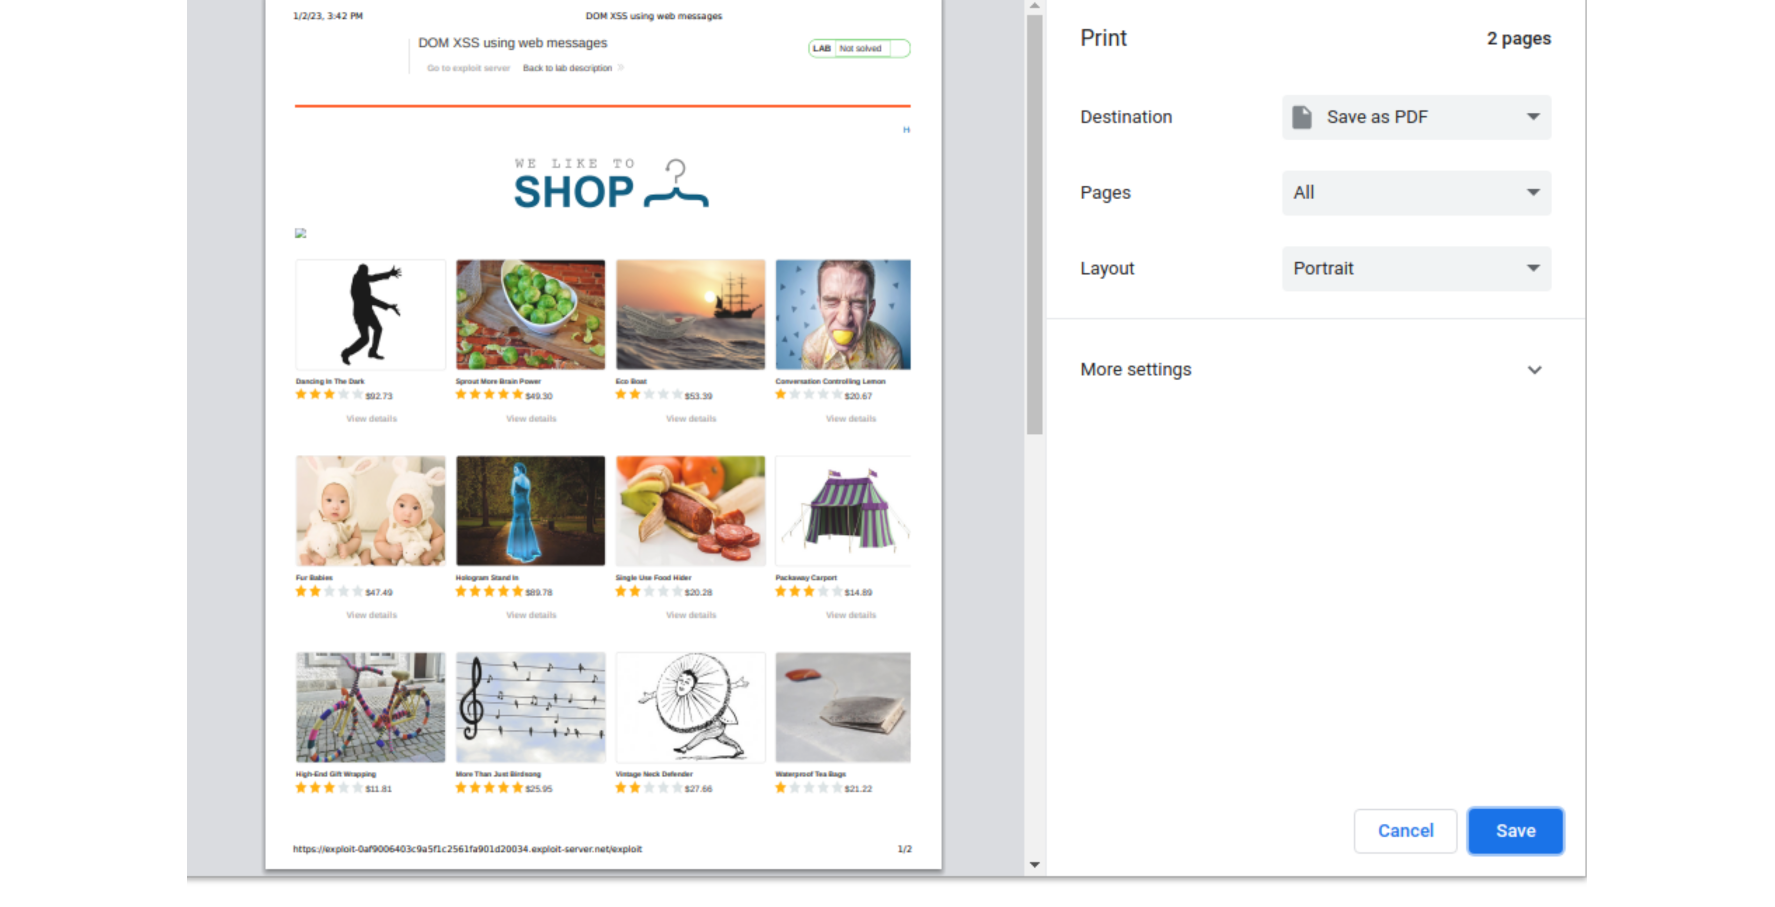 1/2/23, 3:42 PM DOM XSS using web messages
DOM XSS using web messages
LAB Not solved
Go to exploit server Back to lab description
H
WE LIKE TO
SHOP
Dancing In The Dark Sprout More Brain Power Eco Boat Conversation Controlling Lemon
$92.73 $49.30 $53.39 $20.67
View details View details View details View details
Fur Babies Hologram Stand In Single Use Food Hider Packaway Carport
$47.49 $89.78 $20.28 $14.89
View details View details View details View details
High-End Gift Wrapping More Than Just Birdsong Vintage Neck Defender Waterproof Tea Bags
$11.81 $25.95 $27.66 $21.22
https://exploit-0af9006403c9a5f1c2561fa901d20034.exploit-server.net/exploit 1/2
Print 2 pages
Destination Save as PDF
Pages All
Layout Portrait
More settings
Cancel Save